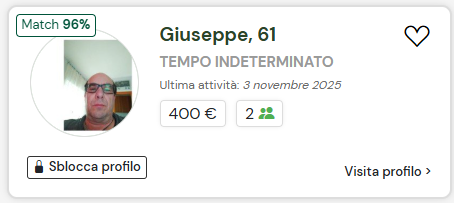 Match 96%
Giuseppe, 61
TEMPO INDETERMINATO
Ultima attività: 3 novembre 2025
400 € 2
Sblocca profilo
Visita profilo >